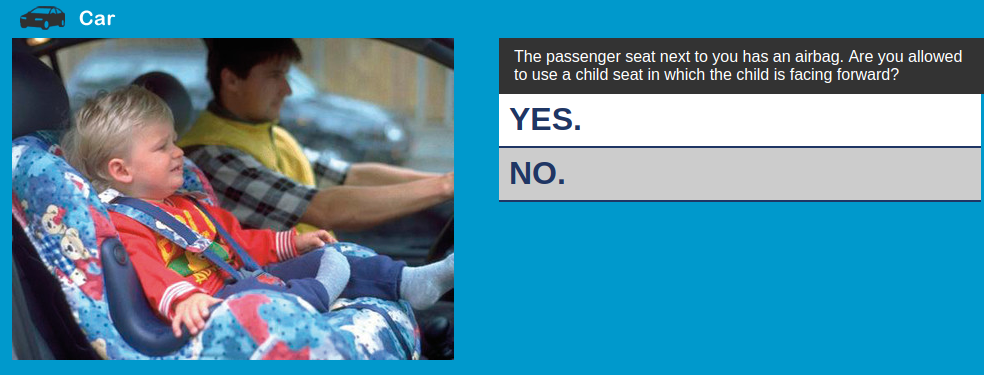 Car
The passenger seat next to you has an airbag. Are you allowed
to use a child seat in which the child is facing forward?
YES.
NO.